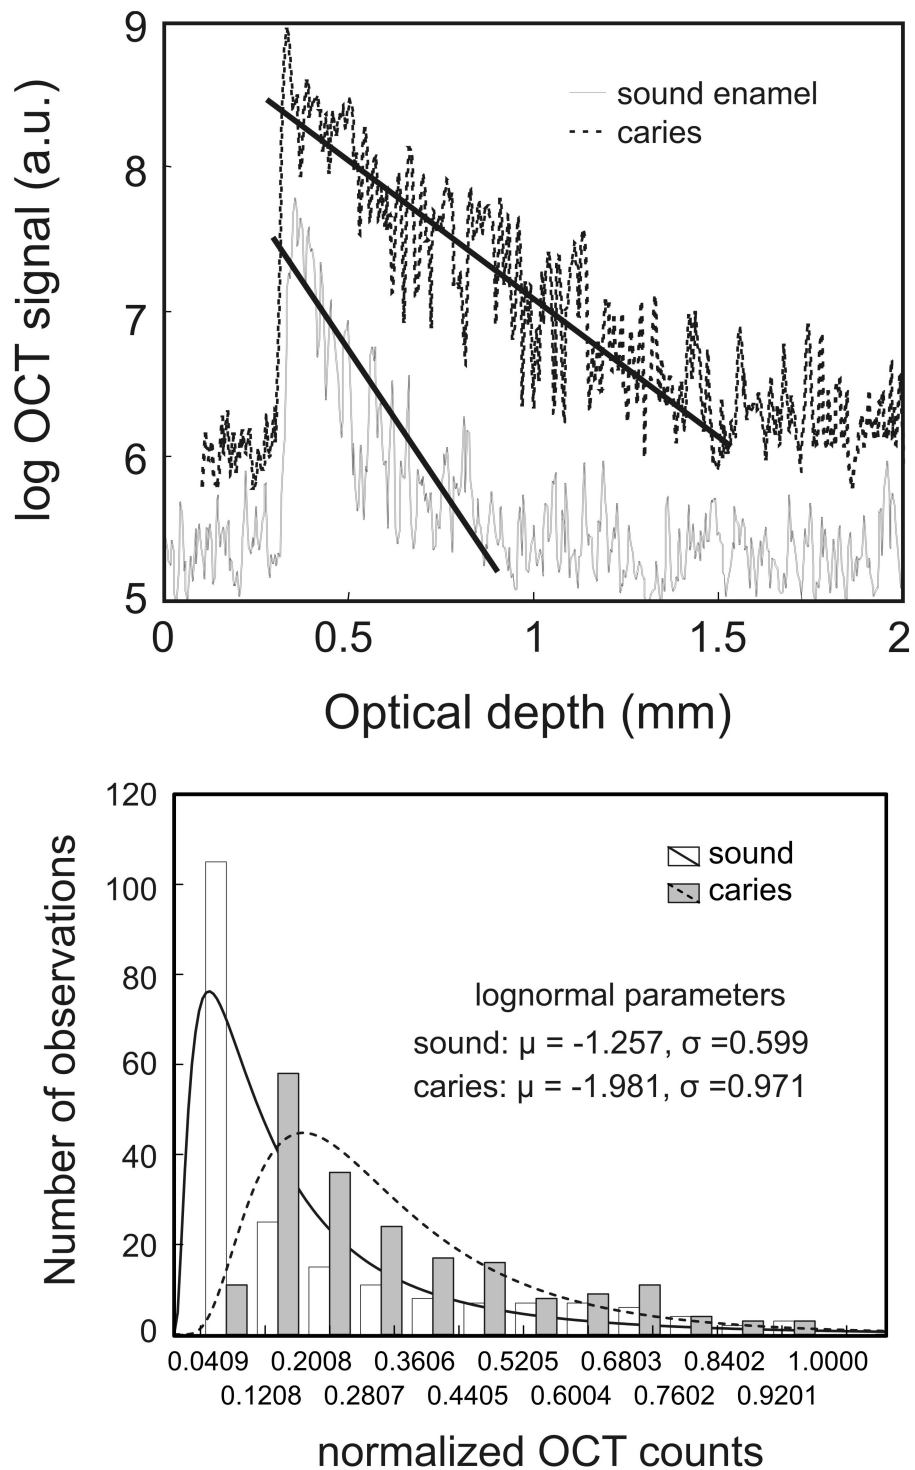 9
8
7
6
5
log OCT signal (a.u.)
sound enamel
caries
0 0.5 1 1.5 2
Optical depth (mm)
120
100
80
60
40
20
0
Number of observations
sound
caries
lognormal parameters
sound: μ = -1.257, σ =0.599
caries: μ = -1.981, σ =0.971
0.0409 0.2008 0.3606 0.5205 0.6803 0.8402 1.0000
0.1208 0.2807 0.4405 0.6004 0.7602 0.9201
normalized OCT counts